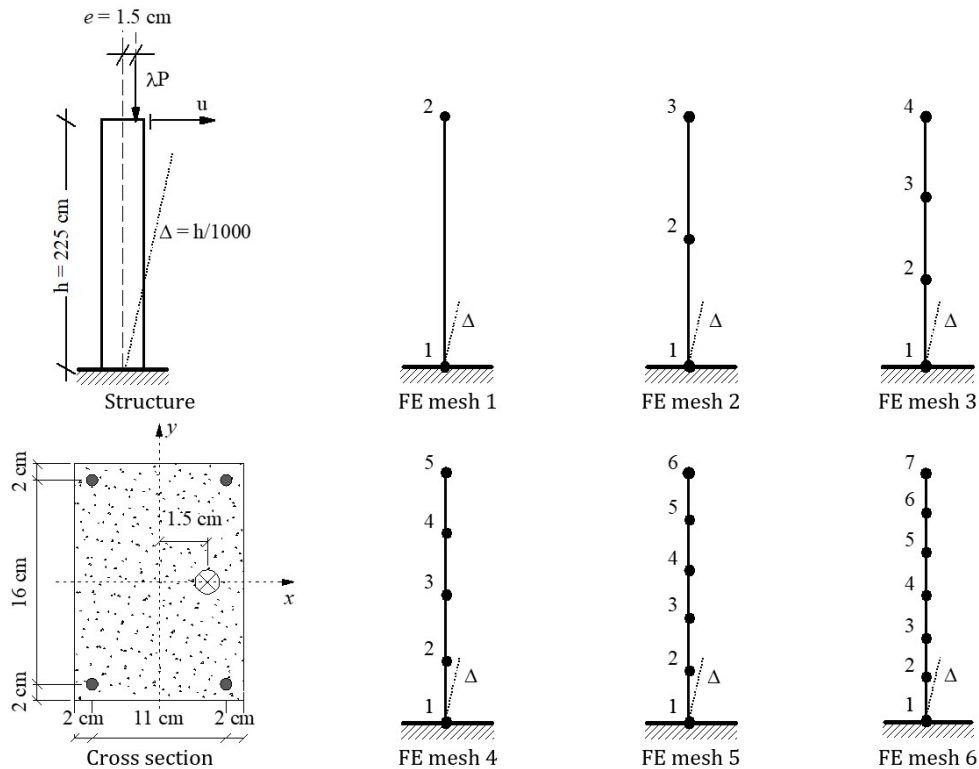 e = 1.5 cm
λP
u
h = 225 cm
Δ = h/1000
Structure
2
1
Δ
FE mesh 1
3
2
1
Δ
FE mesh 2
4
3
2
1
Δ
FE mesh 3
y
2 cm
1.5 cm
16 cm
x
2 cm
2 cm
11 cm
2 cm
Cross section
5
4
3
2
1
Δ
FE mesh 4
6
5
4
3
2
1
Δ
FE mesh 5
7
6
5
4
3
2
1
Δ
FE mesh 6